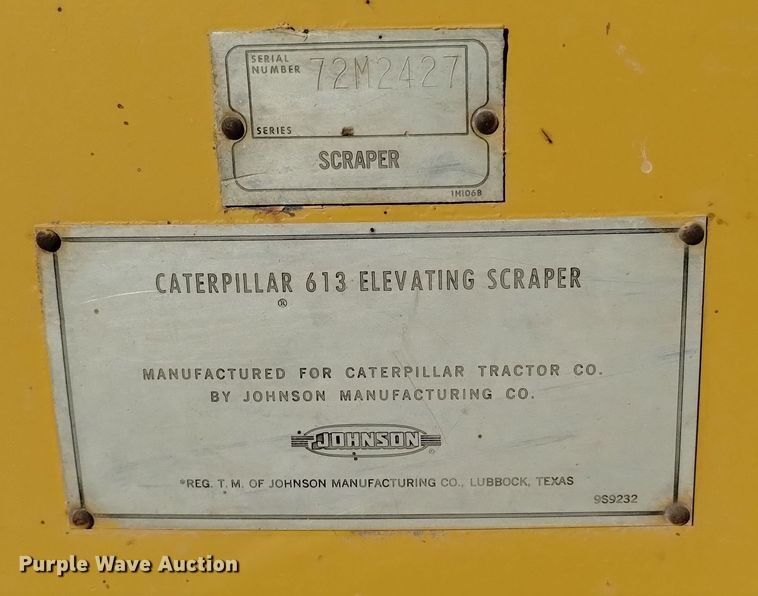 SERIAL
NUMBER 72M2427
SERIES
SCRAPER
1M1068
CATERPILLAR 613 ELEVATING SCRAPER
®
MANUFACTURED FOR CATERPILLAR TRACTOR CO.
BY JOHNSON MANUFACTURING CO.
JOHNSON
®
®REG. T.M. OF JOHNSON MANUFACTURING CO., LUBBOCK, TEXAS
9S9232
Purple Wave Auction